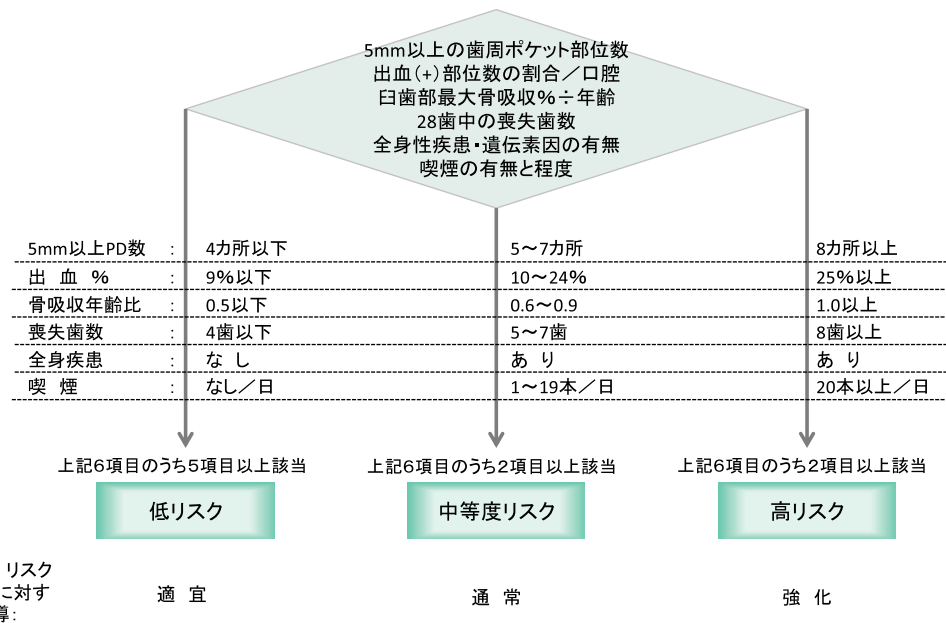 5mm以上の歯周ポケット部位数
出血(+)部位数の割合／口腔
臼歯部最大骨吸収%÷年齢
28歯中の喪失歯数
全身性疾患・遺伝素因の有無
喫煙の有無と程度
5mm以上PD数 : 4カ所以下 5～7カ所 8カ所以上
出 血 % : 9%以下 10～24% 25%以上
骨吸収年齢比 : 0.5以下 0.6～0.9 1.0以上
喪失歯数 : 4歯以下 5～7歯 8歯以上
全身疾患 : な し あ り あ り
喫 煙 : なし／日 1～19本／日 20本以上／日
上記6項目のうち5項目以上該当 上記6項目のうち2項目以上該当 上記6項目のうち2項目以上該当
低リスク 中等度リスク 高リスク
リスク
に対す
導:
適 宜 通 常 強 化